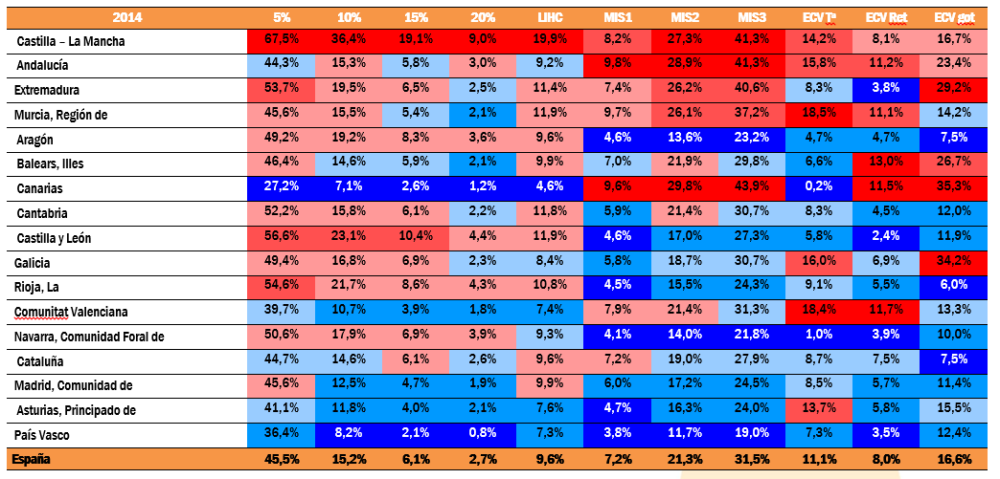 2014 5% 10% 15% 20% LIHC MIS1 MIS2 MIS3 ECV Tª ECV Ret ECV got
Castilla – La Mancha 67,5% 36,4% 19,1% 9,0% 19,9% 8,2% 27,3% 41,3% 14,2% 8,1% 16,7%
Andalucía 44,3% 15,3% 5,8% 3,0% 9,2% 9,8% 28,9% 41,3% 15,8% 11,2% 23,4%
Extremadura 53,7% 19,5% 6,5% 2,5% 11,4% 7,4% 26,2% 40,6% 8,3% 3,8% 29,2%
Murcia, Región de 45,6% 15,5% 5,4% 2,1% 11,9% 9,7% 26,1% 37,2% 18,5% 11,1% 14,2%
Aragón 49,2% 19,2% 8,3% 3,6% 9,6% 4,6% 13,6% 23,2% 4,7% 4,7% 7,5%
Balears, Illes 46,4% 14,6% 5,9% 2,1% 9,9% 7,0% 21,9% 29,8% 6,6% 13,0% 26,7%
Canarias 27,2% 7,1% 2,6% 1,2% 4,6% 9,6% 29,8% 43,9% 0,2% 11,5% 35,3%
Cantabria 52,2% 15,8% 6,1% 2,2% 11,8% 5,9% 21,4% 30,7% 8,3% 4,5% 12,0%
Castilla y León 56,6% 23,1% 10,4% 4,4% 11,9% 4,6% 17,0% 27,3% 5,8% 2,4% 11,9%
Galicia 49,4% 16,8% 6,9% 2,3% 8,4% 5,8% 18,7% 30,7% 16,0% 6,9% 34,2%
Rioja, La 54,6% 21,7% 8,6% 4,3% 10,8% 4,5% 15,5% 24,3% 9,1% 5,5% 6,0%
Comunitat Valenciana 39,7% 10,7% 3,9% 1,8% 7,4% 7,9% 21,4% 31,3% 18,4% 11,7% 13,3%
Navarra, Comunidad Foral de 50,6% 17,9% 6,9% 3,9% 9,3% 4,1% 14,0% 21,8% 1,0% 3,9% 10,0%
Cataluña 44,7% 14,6% 6,1% 2,6% 9,6% 7,2% 19,0% 27,9% 8,7% 7,5% 7,5%
Madrid, Comunidad de 45,6% 12,5% 4,7% 1,9% 9,9% 6,0% 17,2% 24,5% 8,5% 5,7% 11,4%
Asturias, Principado de 41,1% 11,8% 4,0% 2,1% 7,6% 4,7% 16,3% 24,0% 13,7% 5,8% 15,5%
País Vasco 36,4% 8,2% 2,1% 0,8% 7,3% 3,8% 11,7% 19,0% 7,3% 3,5% 12,4%
España 45,5% 15,2% 6,1% 2,7% 9,6% 7,2% 21,3% 31,5% 11,1% 8,0% 16,6%